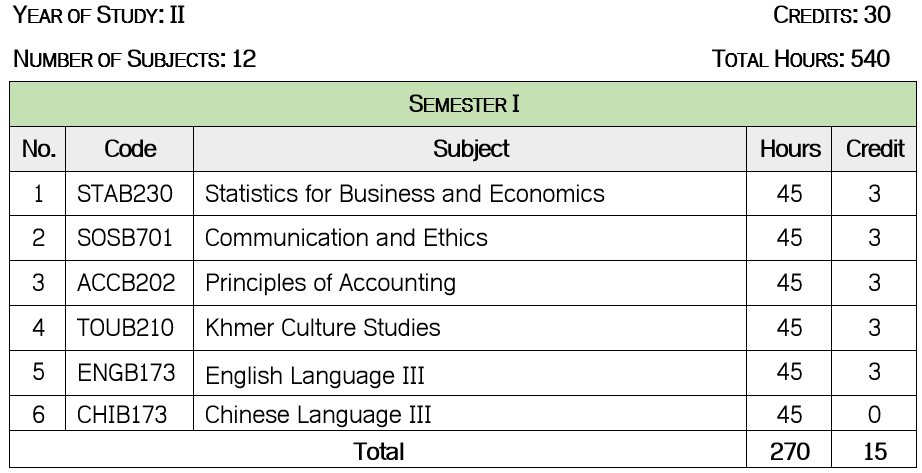 YEAR OF STUDY: II CREDITS: 30
NUMBER OF SUBJECTS: 12 TOTAL HOURS: 540
SEMESTER I
No. Code Subject Hours Credit
1 STAB230 Statistics for Business and Economics 45 3
2 SOSB701 Communication and Ethics 45 3
3 ACCB202 Principles of Accounting 45 3
4 TOUB210 Khmer Culture Studies 45 3
5 ENGB173 English Language III 45 3
6 CHIB173 Chinese Language III 45 0
Total 270 15